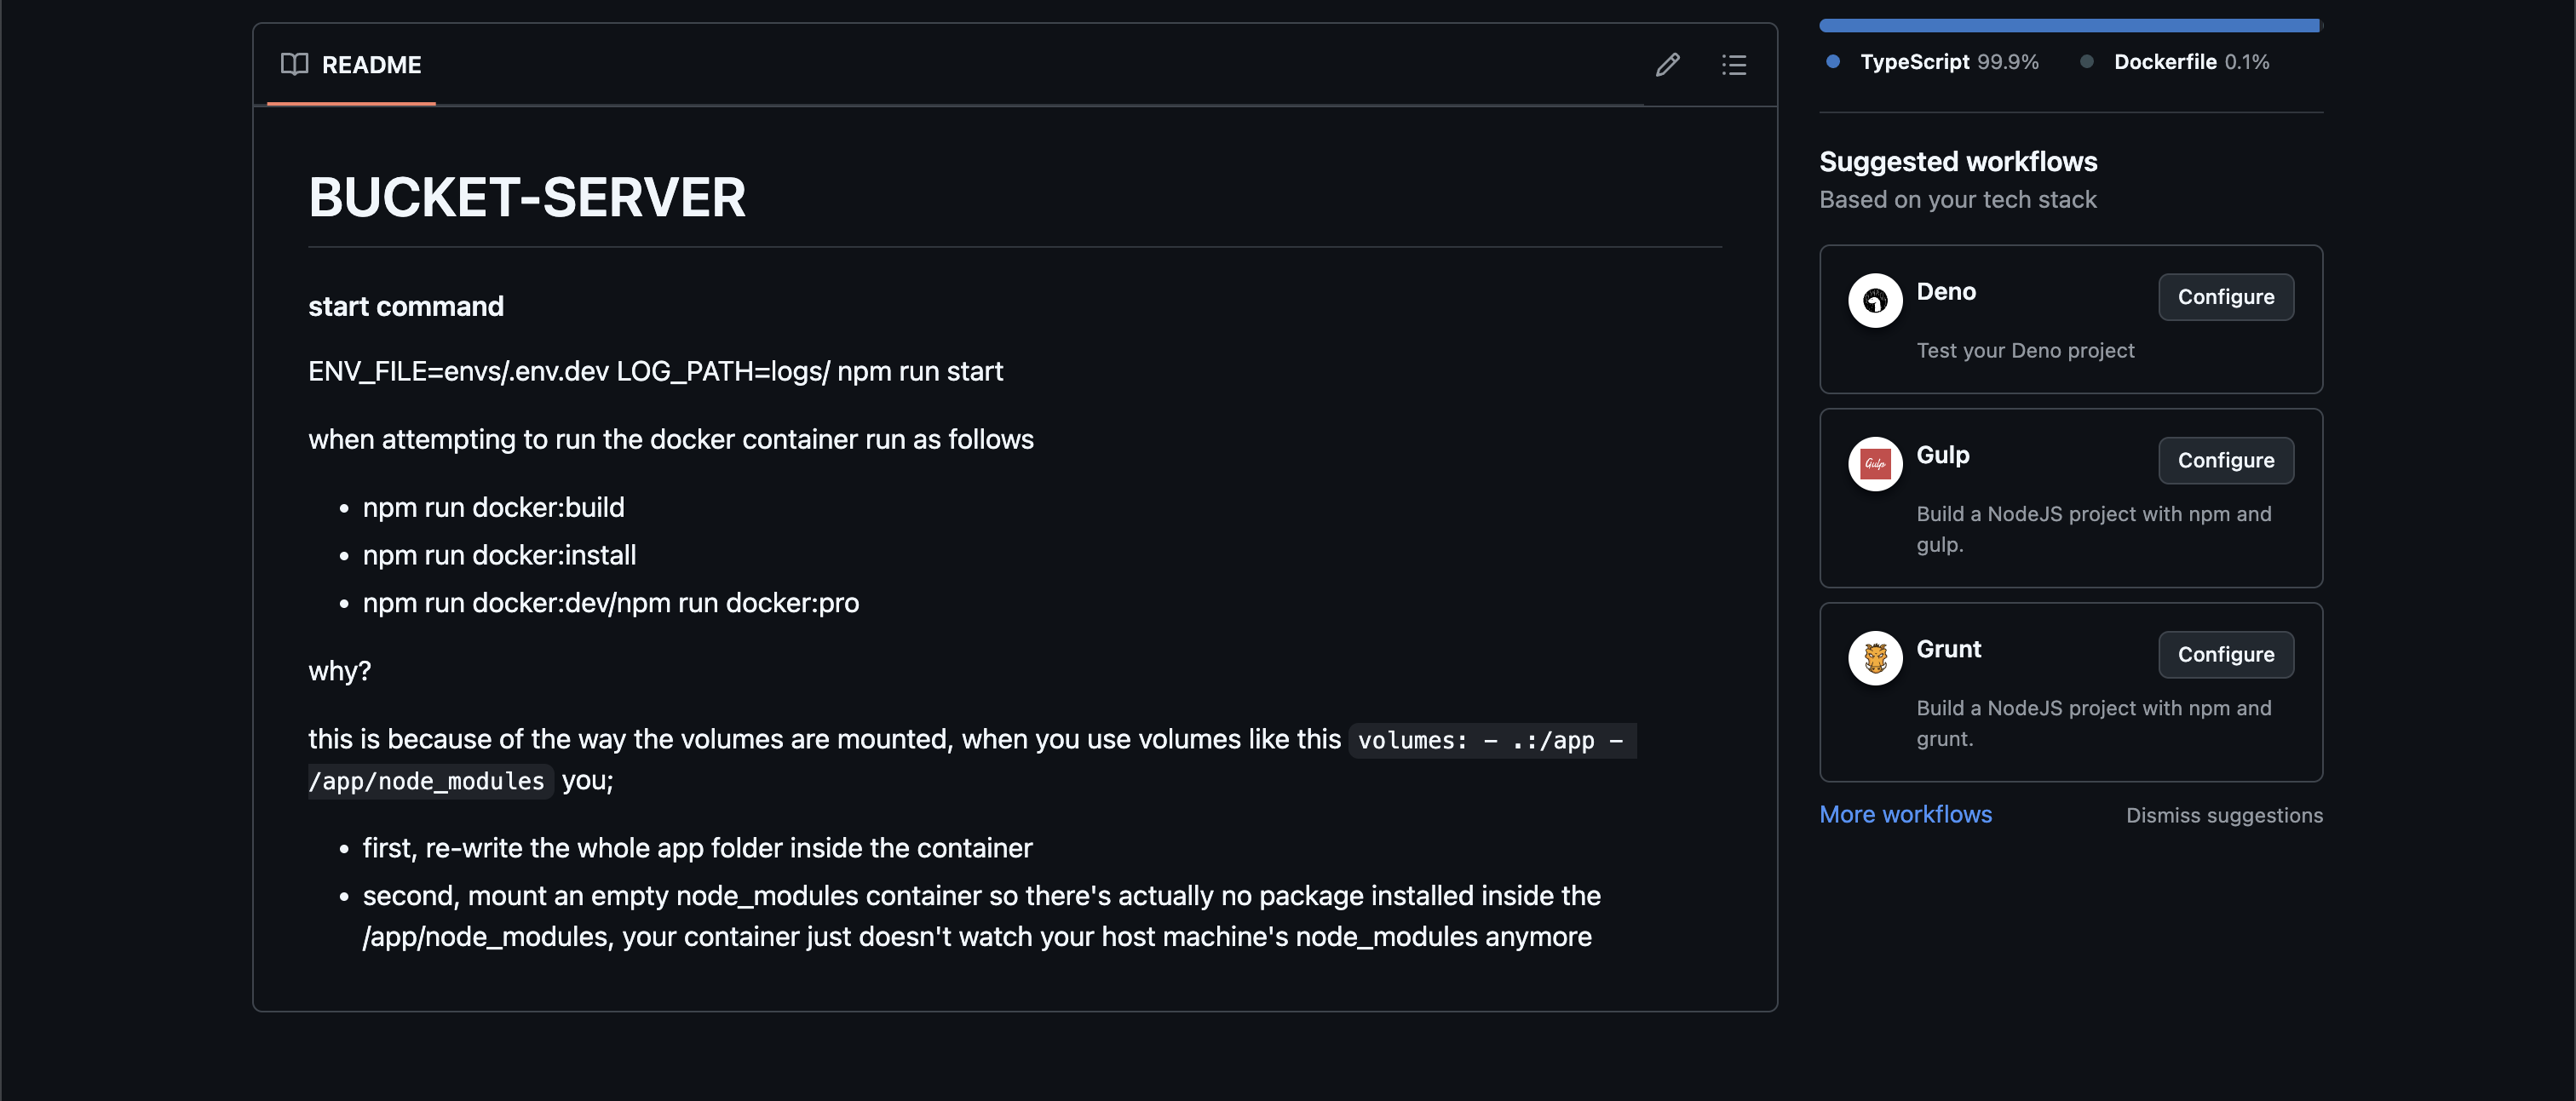 README
BUCKET-SERVER
start command
ENV_FILE=envs/.env.dev LOG_PATH=logs/ npm run start
when attempting to run the docker container run as follows
• npm run docker:build
• npm run docker:install
• npm run docker:dev/npm run docker:pro
why?
this is because of the way the volumes are mounted, when you use volumes like this volumes: - .:/app -
/app/node_modules you;
• first, re-write the whole app folder inside the container
• second, mount an empty node_modules container so there's actually no package installed inside the
/app/node_modules, your container just doesn't watch your host machine's node_modules anymore
TypeScript 99.9% Dockerfile 0.1%
Suggested workflows
Based on your tech stack
Deno Configure
Test your Deno project
Gulp
Gulp Configure
Build a NodeJS project with npm and
gulp.
Grunt Configure
Build a NodeJS project with npm and
grunt.
More workflows Dismiss suggestions